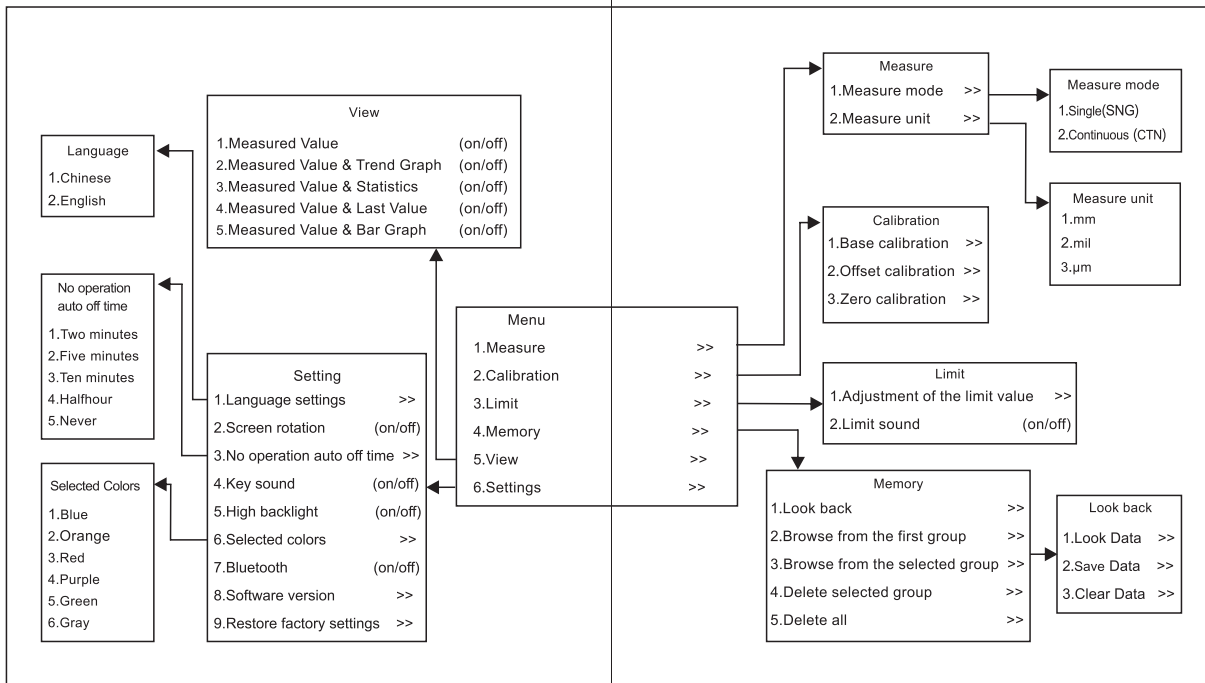 View
1.Measured Value (on/off)
2.Measured Value & Trend Graph (on/off)
3.Measured Value & Statistics (on/off)
4.Measured Value & Last Value (on/off)
5.Measured Value & Bar Graph (on/off)
Language
1.Chinese
2.English
No operation
auto off time
1.Two minutes
2.Five minutes
3.Ten minutes
4.Halfhour
5.Never
Selected Colors
1.Blue
2.Orange
3.Red
4.Purple
5.Green
6.Gray
Setting
1.Language settings >>
2.Screen rotation (on/off)
3.No operation auto off time >>
4.Key sound (on/off)
5.High backlight (on/off)
6.Selected colors >>
7.Bluetooth (on/off)
8.Software version >>
9.Restore factory settings >>
Menu
1.Measure >>
2.Calibration >>
3.Limit >>
4.Memory >>
5.View >>
6.Settings >>
Measure
1.Measure mode >>
2.Measure unit >>
Measure mode
1.Single(SNG)
2.Continuous (CTN)
Measure unit
1.mm
2.mil
3.μm
Calibration
1.Base calibration >>
2.Offset calibration >>
3.Zero calibration >>
Limit
1.Adjustment of the limit value >>
2.Limit sound (on/off)
Memory
1.Look back >>
2.Browse from the first group >>
3.Browse from the selected group >>
4.Delete selected group >>
5.Delete all >>
Look back
1.Look Data >>
2.Save Data >>
3.Clear Data >>